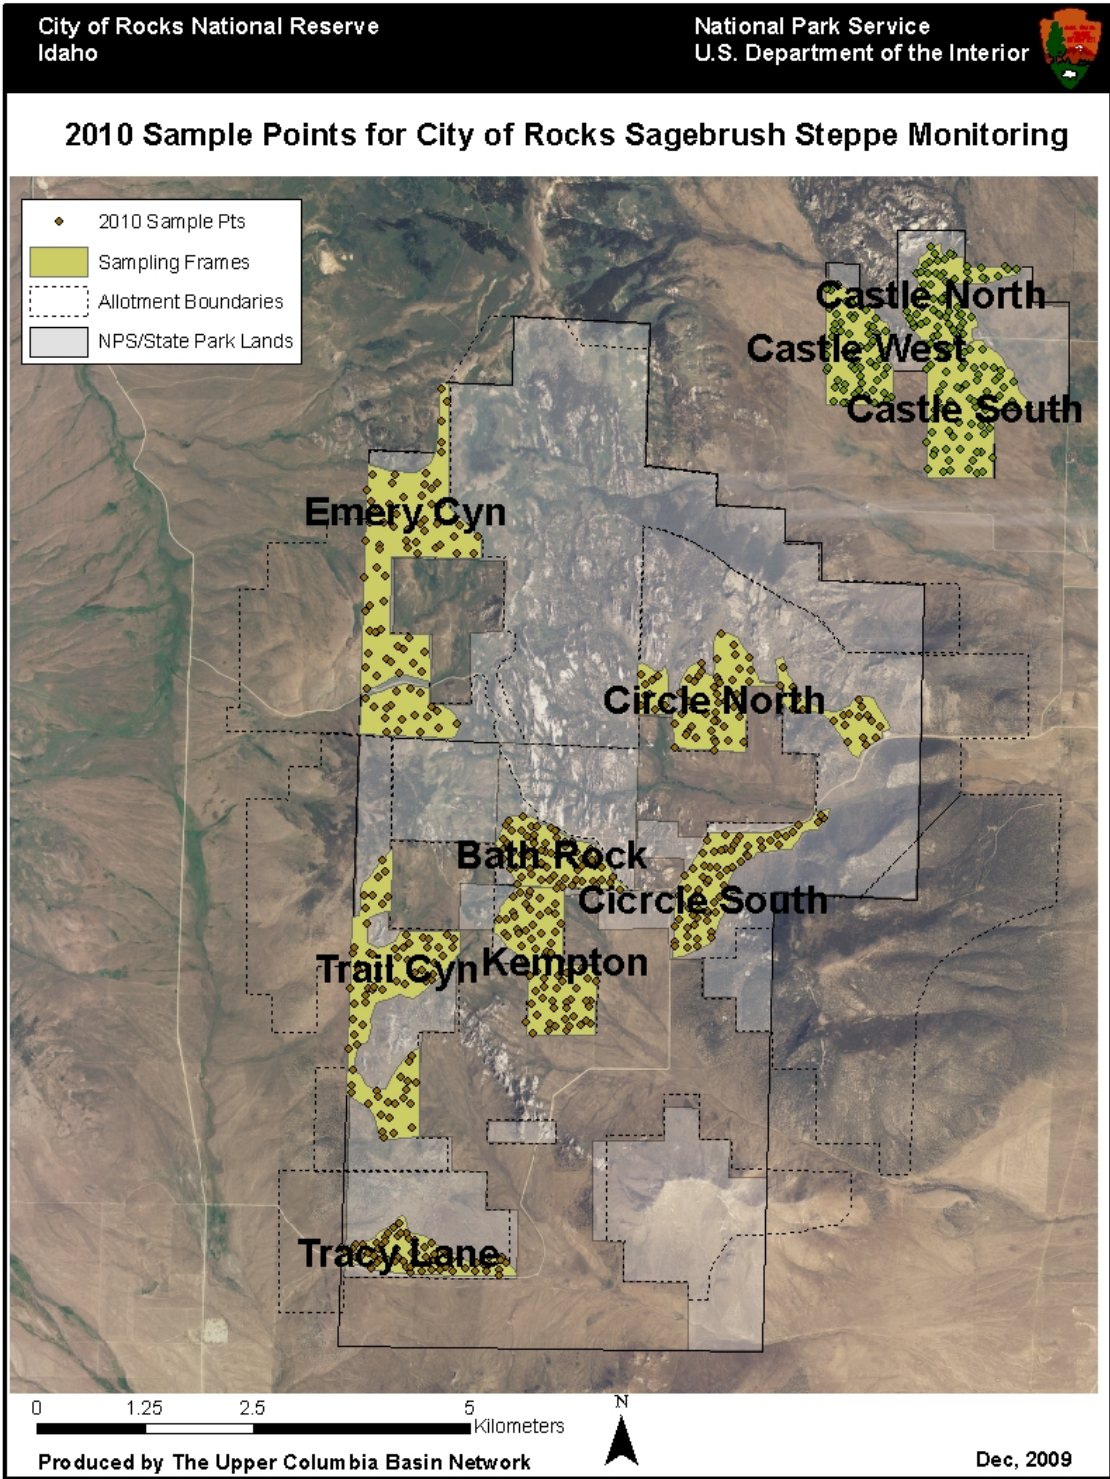 City of Rocks National Reserve
Idaho
National Park Service
U.S. Department of the Interior
2010 Sample Points for City of Rocks Sagebrush Steppe Monitoring
2010 Sample Pts
Sampling Frames
Allotment Boundaries
NPS/State Park Lands
Castle North
Castle West
Castle South
Emery Cyn
Circle North
Bath Rock
Cicrcle South
Trail Cyn
Kempton
Tracy Lane
0 1.25 2.5 5
Kilometers
N
Produced by The Upper Columbia Basin Network
Dec, 2009